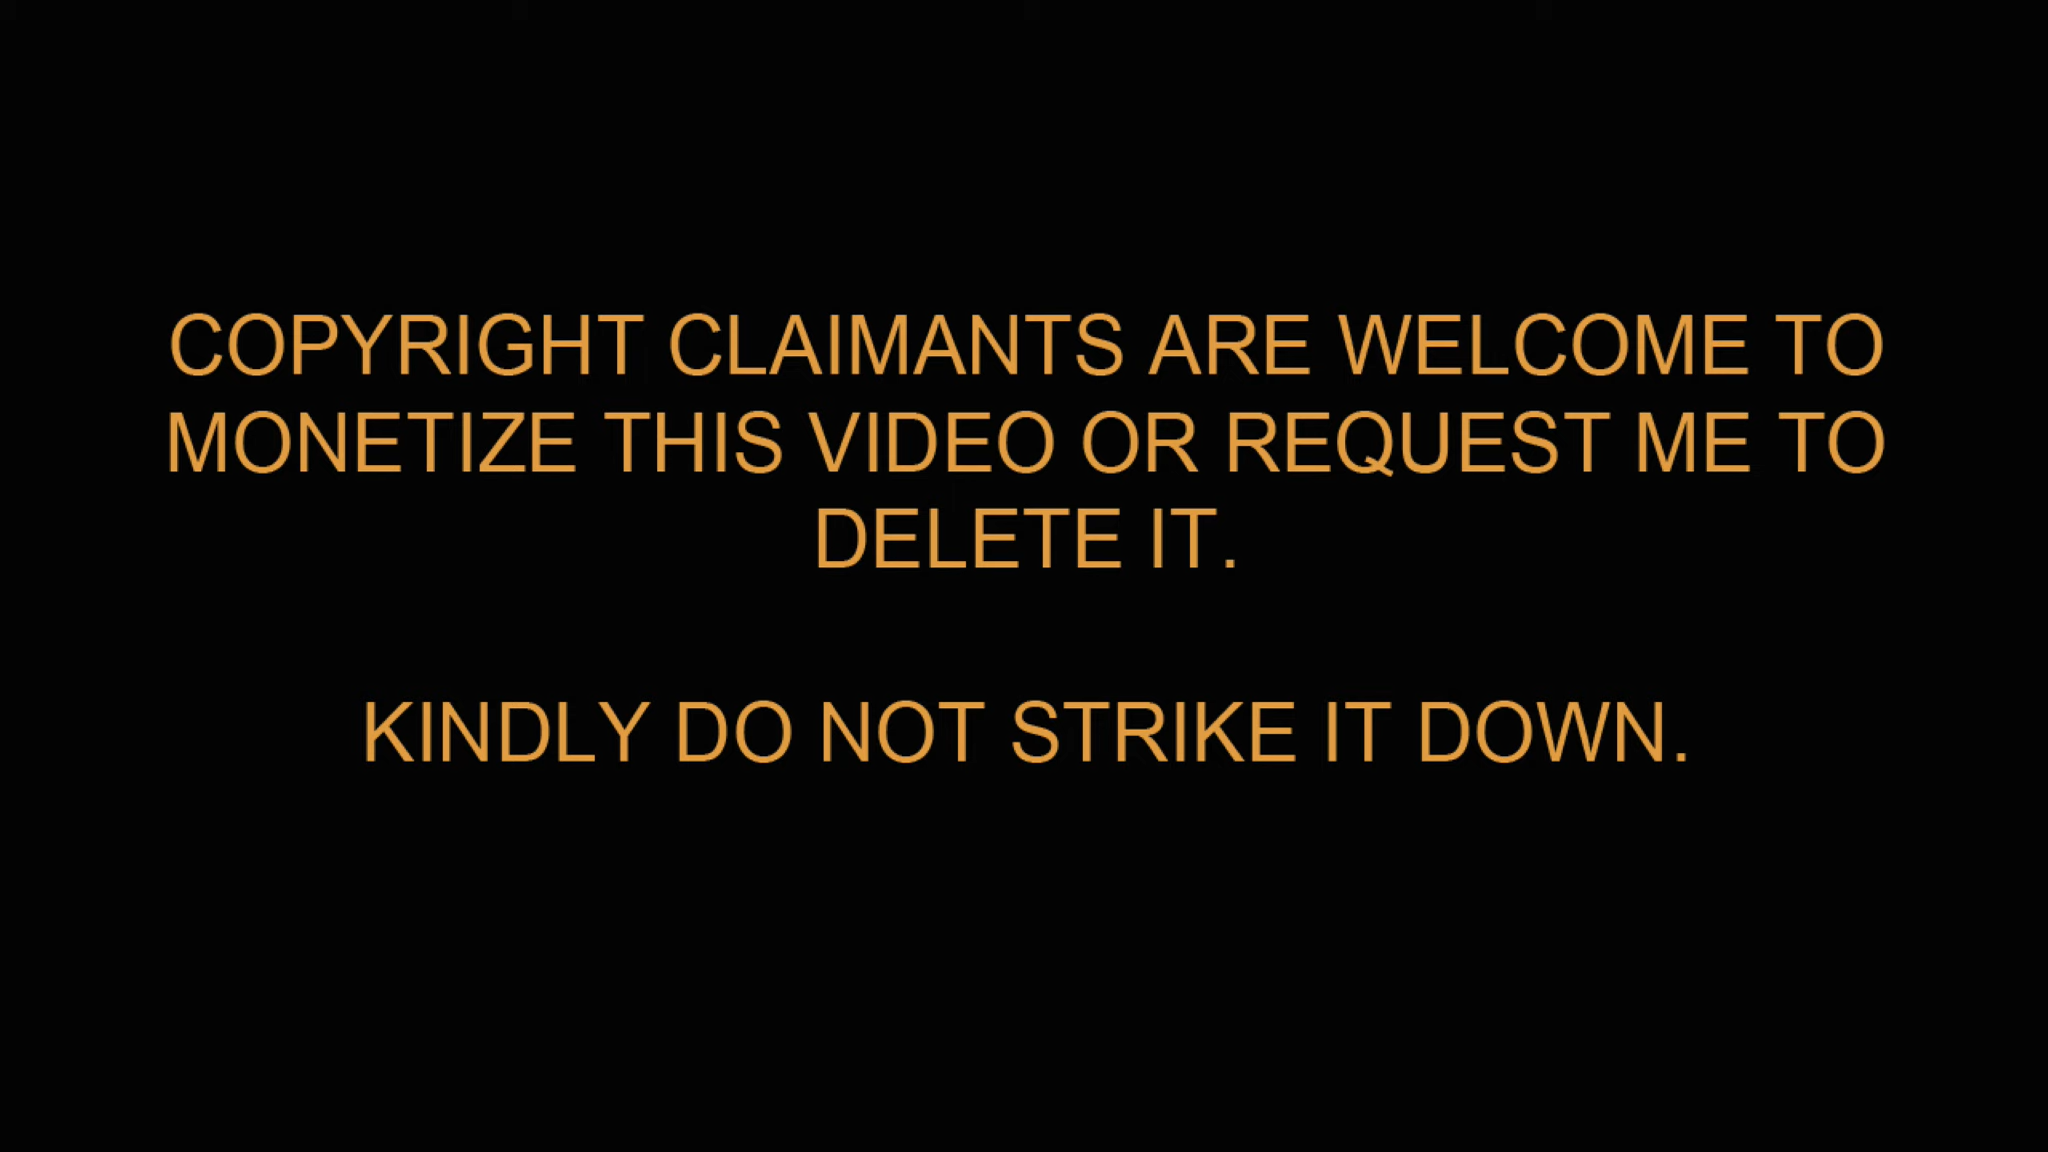 COPYRIGHT CLAIMANTS ARE WELCOME TO
MONETIZE THIS VIDEO OR REQUEST ME TO
DELETE IT.
KINDLY DO NOT STRIKE IT DOWN.